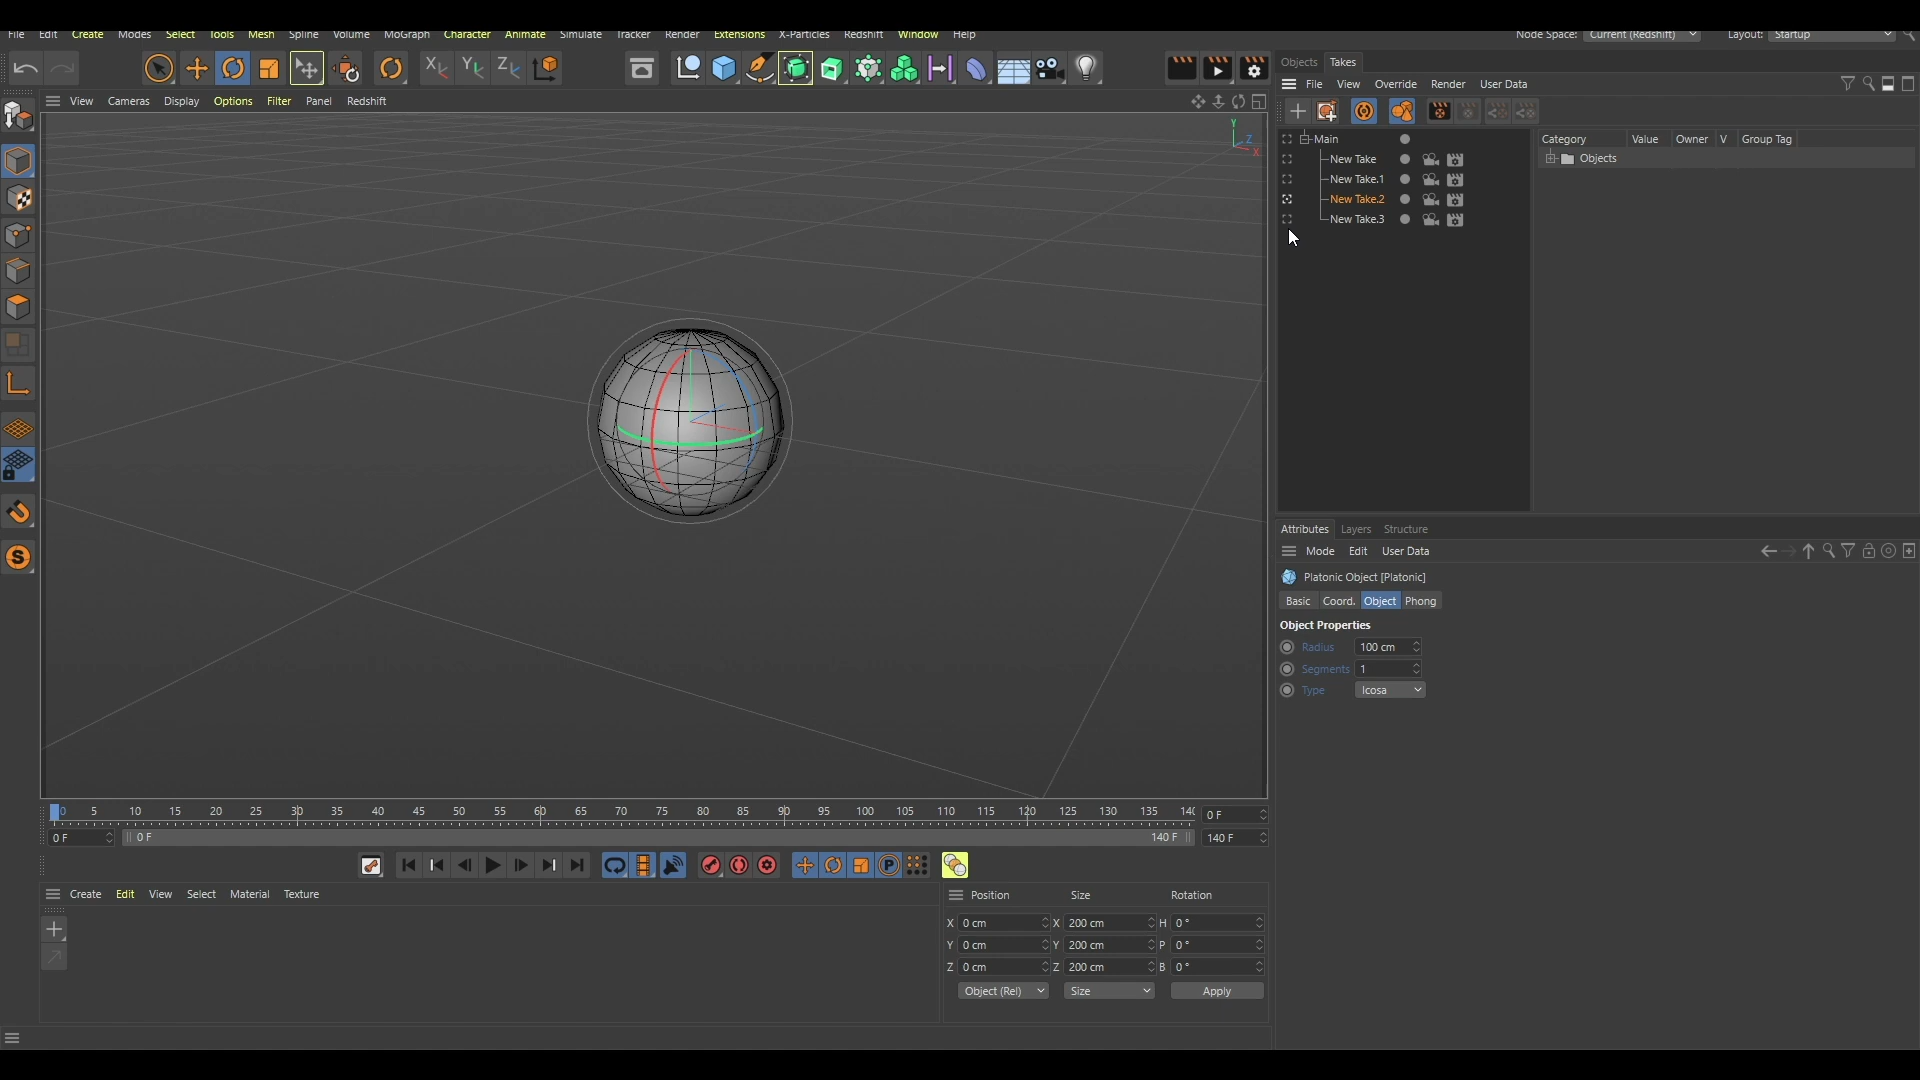 File Edit Create Modes Select Tools Mesh Spline Volume MoGraph Character Animate Simulate Tracker Render Extensions X-Particles Redshift Window Help Node Space: Current (Redshift) Layout: Startup
Objects Takes
File View Override Render User Data
View Cameras Display Options Filter Panel Redshift
Y
Z
X
Main
New Take
New Take.1
New Take.2
New Take.3
Category Value Owner V Group Tag
Objects
Attributes Layers Structure
Mode Edit User Data
Platonic Object [Platonic]
Basic Coord. Object Phong
Object Properties
Radius 100 cm
Segments 1
Type Icosa
0 5 10 15 20 25 30 35 40 45 50 55 60 65 70 75 80 85 90 95 100 105 110 115 120 125 130 135 140 0 F
0 F 0 F 140 F 140 F
Create Edit View Select Material Texture
Position Size Rotation
X 0 cm X 200 cm H 0 °
Y 0 cm Y 200 cm P 0 °
Z 0 cm Z 200 cm B 0 °
Object (Rel) Size Apply